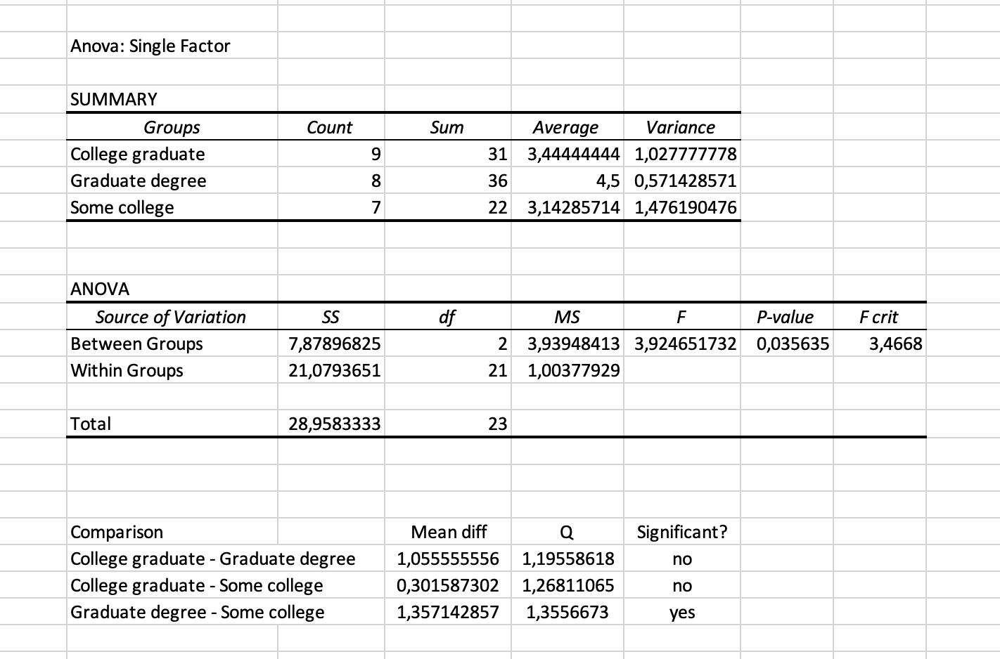 Anova: Single Factor
SUMMARY
Groups Count Sum Average Variance
College graduate 9 31 3,44444444 1,027777778
Graduate degree 8 36 4,5 0,571428571
Some college 7 22 3,14285714 1,476190476
ANOVA
Source of Variation SS df MS F P-value F crit
Between Groups 7,87896825 2 3,93948413 3,924651732 0,035635 3,4668
Within Groups 21,0793651 21 1,00377929
Total 28,9583333 23
Comparison Mean diff Q Significant?
College graduate - Graduate degree 1,055555556 1,19558618 no
College graduate - Some college 0,301587302 1,26811065 no
Graduate degree - Some college 1,357142857 1,3556673 yes